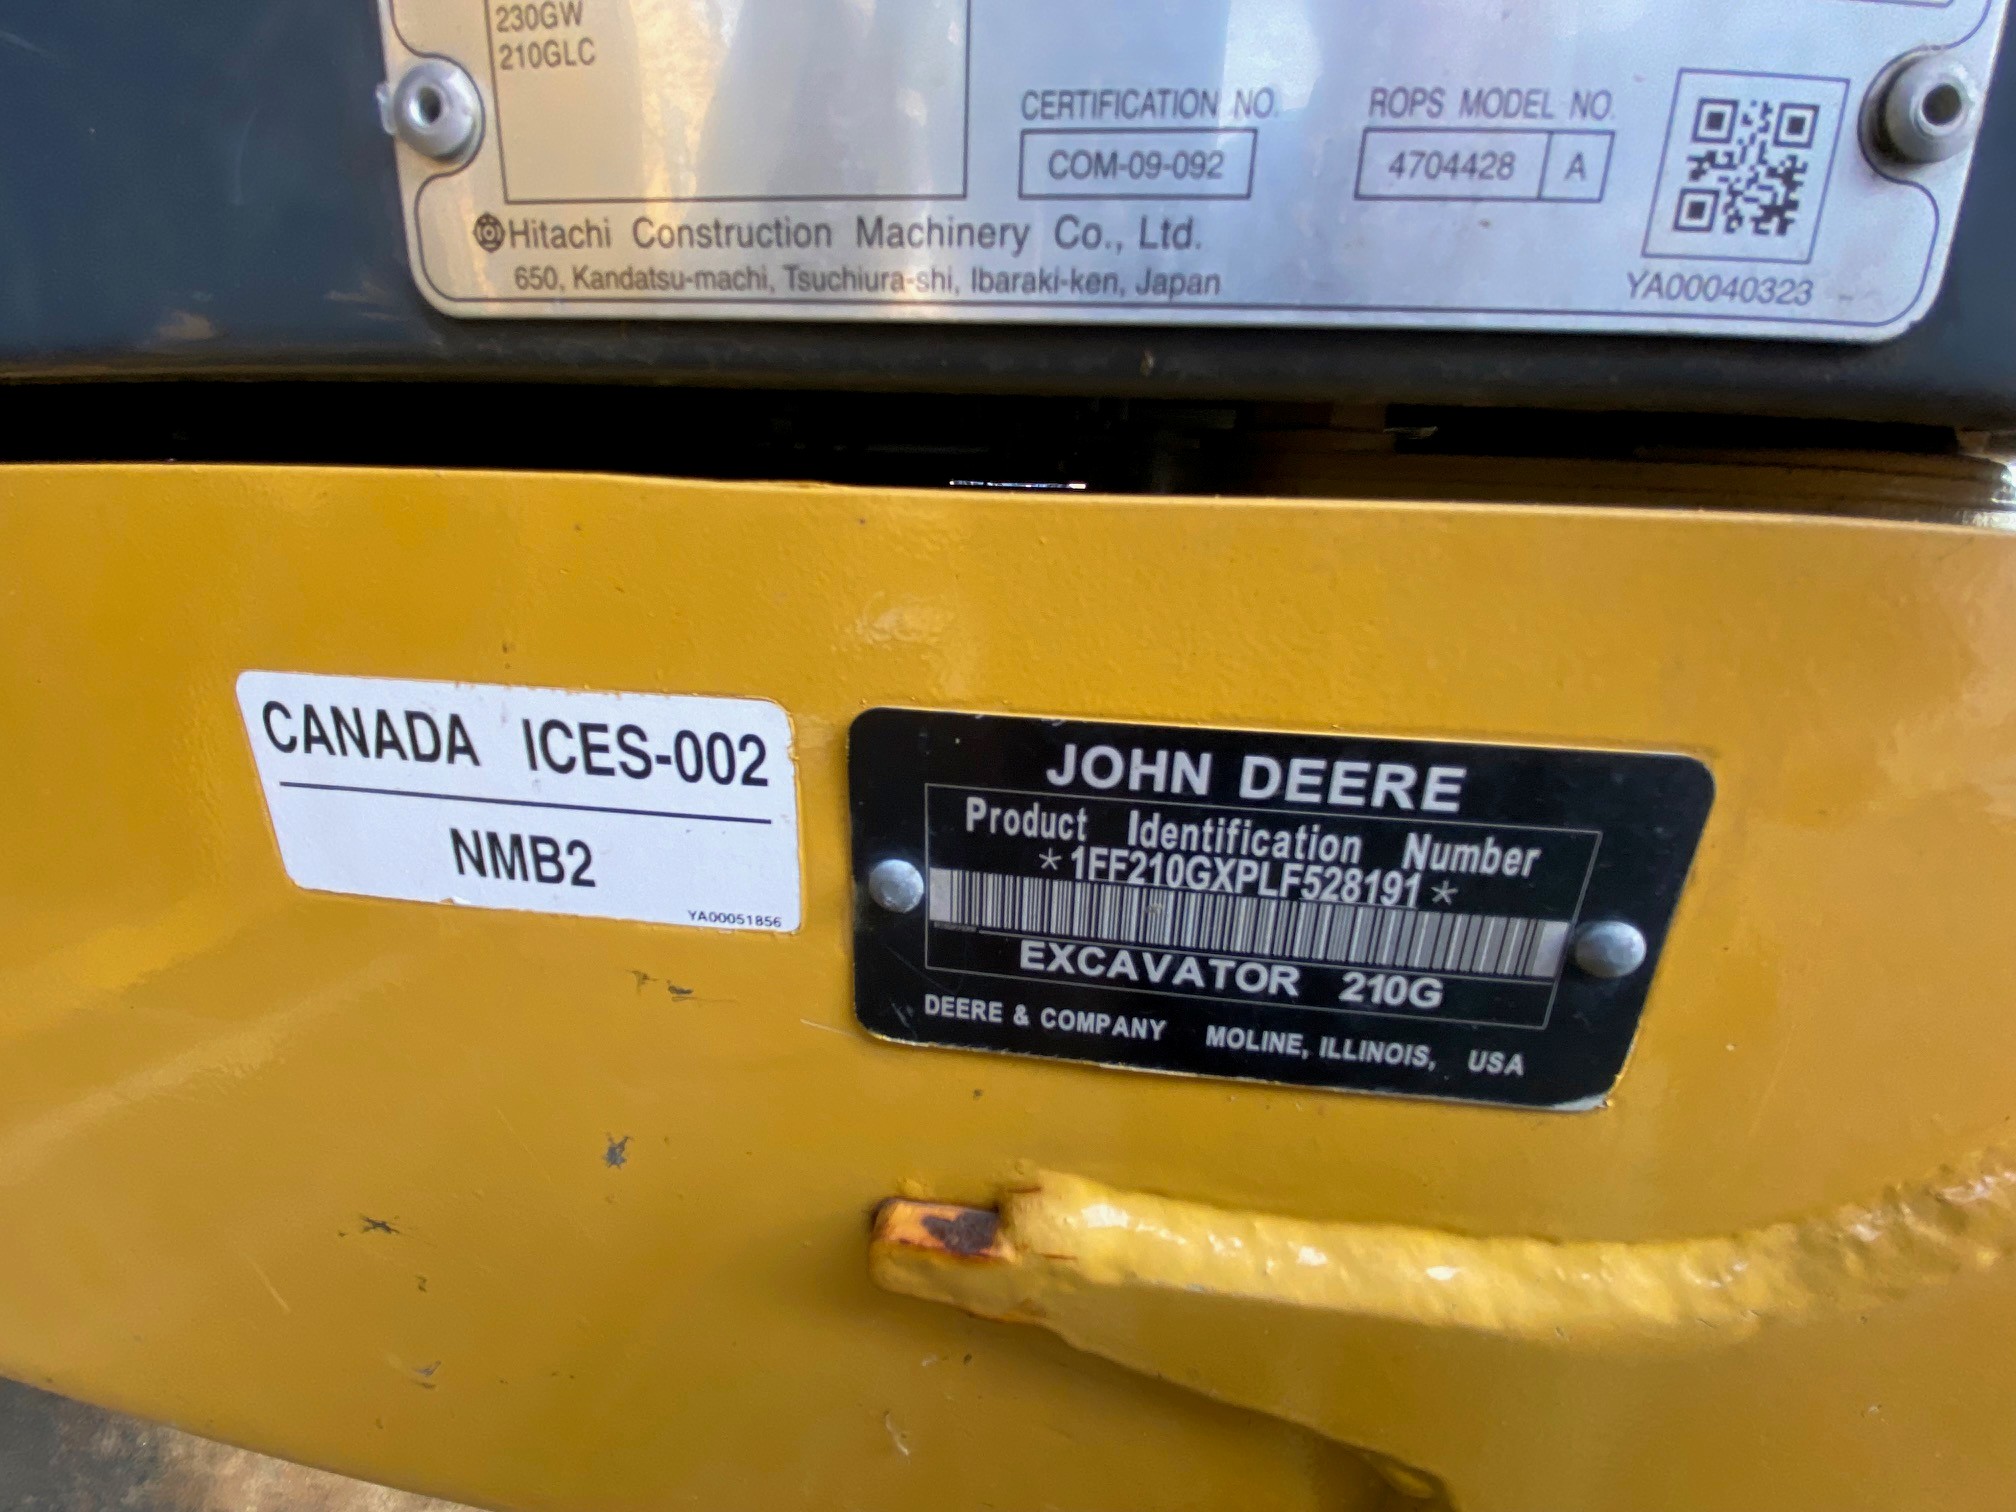 230GW
210GLC
CERTIFICATION NO.
COM-09-092
ROPS MODEL NO.
4704428 A
Hitachi Construction Machinery Co., Ltd.
650, Kandatsu-machi, Tsuchiura-shi, Ibaraki-ken, Japan
YA00040323
CANADA ICES-002
NMB2
YA00051856
JOHN DEERE
Product Identification Number
*1FF210GXPLF528191*
EXCAVATOR 210G
DEERE & COMPANY MOLINE, ILLINOIS, USA